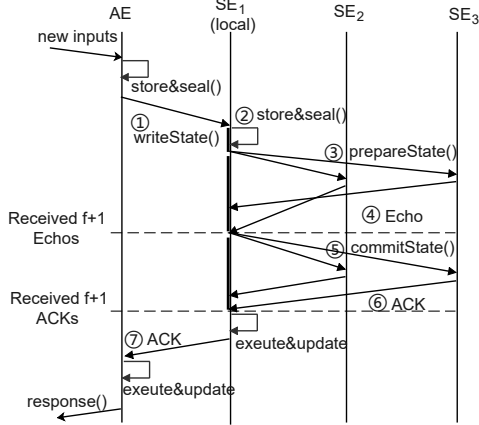 AE
SE1
(local)
SE2
SE3
new inputs
store&seal()
① writeState()
② store&seal()
③ prepareState()
④ Echo
Received f+1
Echos
⑤ commitState()
⑥ ACK
Received f+1
ACKs
exeute&update
⑦ ACK
exeute&update
response()